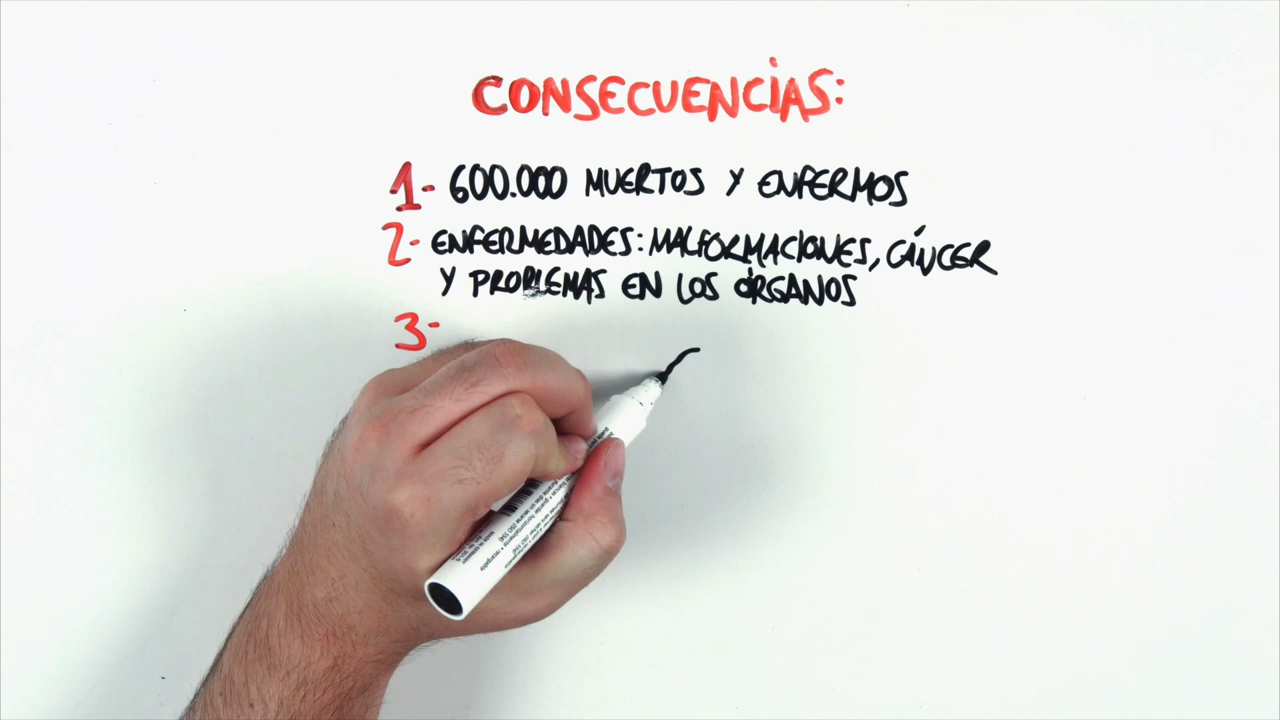 CONSECUENCIAS:
1- 600.000 MUERTOS Y ENFERMOS
2- ENFERMEDADES: MALFORMACIONES, CÁNCER
Y PROBLEMAS EN LOS ÓRGANOS
3-